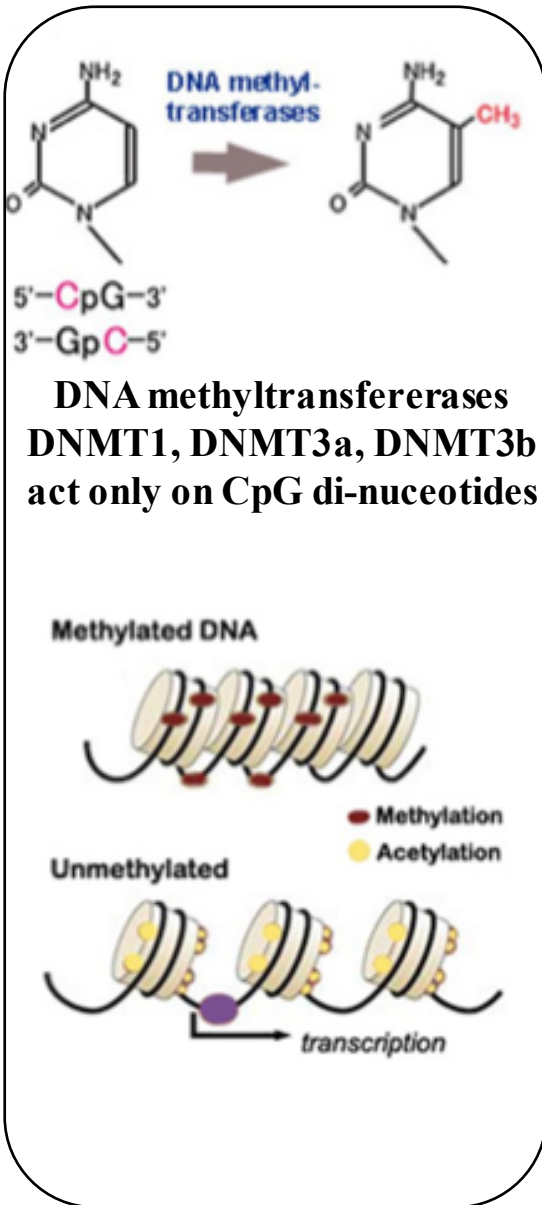 NH₂
DNA methyl-
transferases
NH₂
CH₃
N
N
O
N
O
N
5'–CpG–3'
3'–GpC–5'
DNA methyltransfererases
DNMT1, DNMT3a, DNMT3b
act only on CpG di-nuceotides
Methylated DNA
Methylation
Acetylation
Unmethylated
transcription